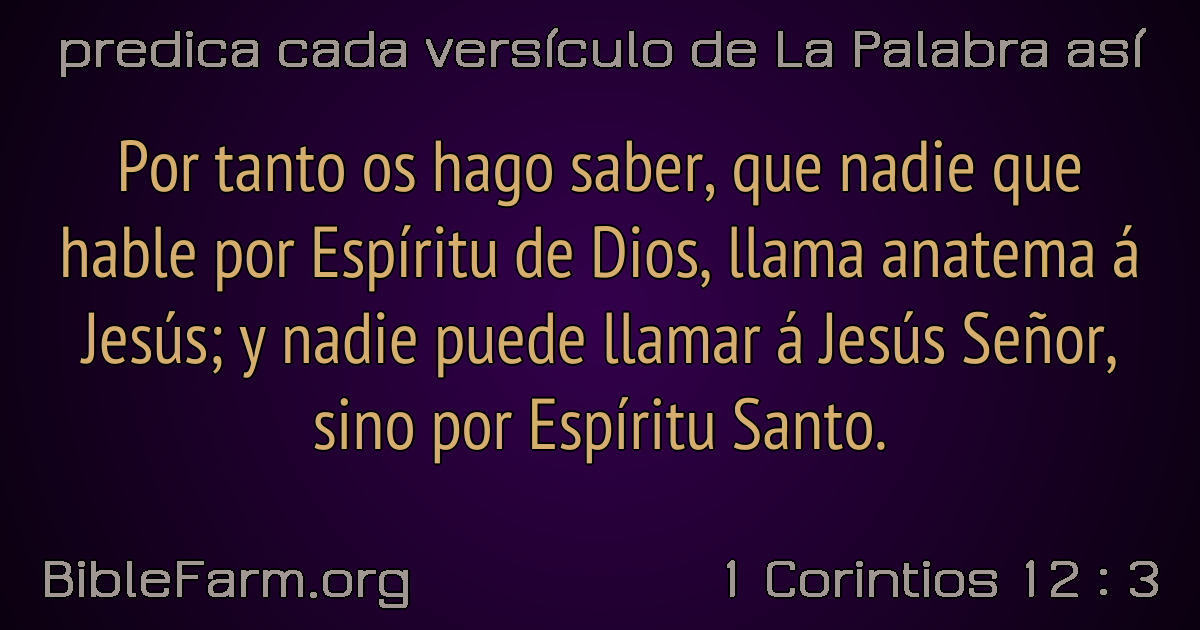 predica cada versículo de La Palabra así
Por tanto os hago saber, que nadie que
hable por Espíritu de Dios, llama anatema á
Jesús; y nadie puede llamar á Jesús Señor,
sino por Espíritu Santo.
BibleFarm.org
1 Corintios 12 : 3